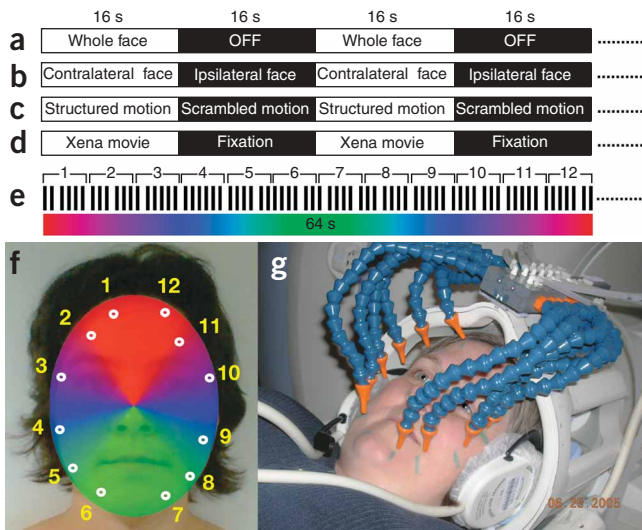 16 s 16 s 16 s 16 s
a Whole face OFF Whole face OFF
b Contralateral face Ipsilateral face Contralateral face Ipsilateral face
c Structured motion Scrambled motion Structured motion Scrambled motion
d Xena movie Fixation Xena movie Fixation
1 2 3 4 5 6 7 8 9 10 11 12
e
64 s
f
1 12
2 11
3 10
4 9
5 8
6 7
g
06 28 2005